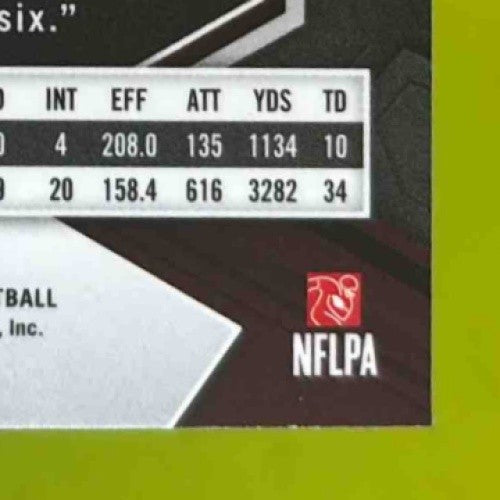 six.”
INT EFF ATT YDS TD
4 208.0 135 1134 10
20 158.4 616 3282 34
TBALL
, Inc.
NFLPA